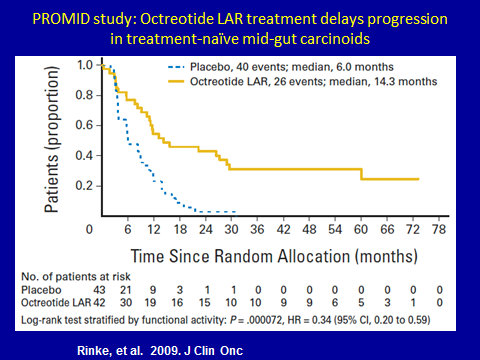 PROMID study: Octreotide LAR treatment delays progression
in treatment-naïve mid-gut carcinoids
Placebo, 40 events; median, 6.0 months
Octreotide LAR, 26 events; median, 14.3 months
Patients (proportion)
1.0
0.8
0.6
0.4
0.2
0 6 12 18 24 30 36 42 48 54 60 66 72 78
Time Since Random Allocation (months)
No. of patients at risk
Placebo 43 21 9 3 1 1 0 0 0 0 0 0 0
Octreotide LAR 42 30 19 16 15 10 10 9 9 6 5 3 1 0
Log-rank test stratified by functional activity: P = .000072, HR = 0.34 (95% CI, 0.20 to 0.59)
Rinke, et al. 2009. J Clin Onc